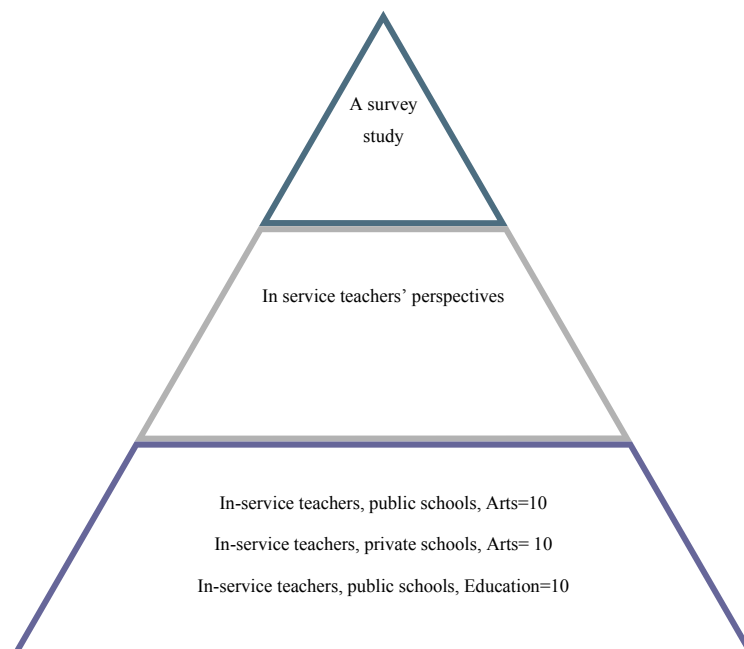 A survey
study
In service teachers’ perspectives
In-service teachers, public schools, Arts=10
In-service teachers, private schools, Arts= 10
In-service teachers, public schools, Education=10